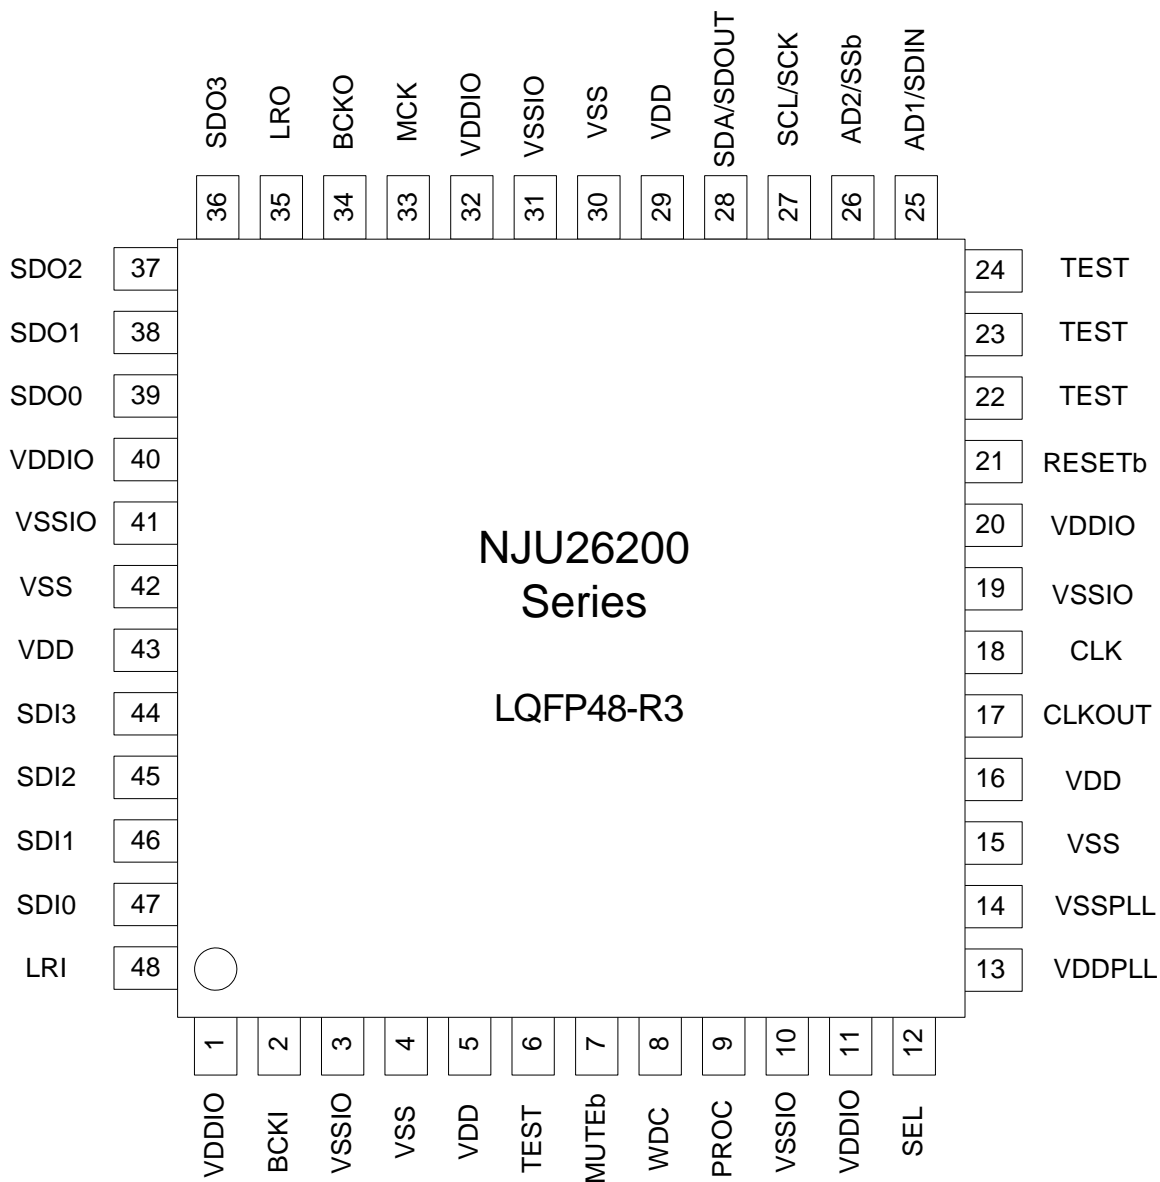 SDO3
LRO
BCKO
MCK
VDDIO
VSSIO
VSS
VDD
SDA/SDOUT
SCL/SCK
AD2/SSb
AD1/SDIN
36
35
34
33
32
31
30
29
28
27
26
25
SDO2 37
SDO1 38
SDO0 39
VDDIO 40
VSSIO 41
VSS 42
VDD 43
SDI3 44
SDI2 45
SDI1 46
SDI0 47
LRI 48
NJU26200
Series
LQFP48-R3
24 TEST
23 TEST
22 TEST
21 RESETb
20 VDDIO
19 VSSIO
18 CLK
17 CLKOUT
16 VDD
15 VSS
14 VSSPLL
13 VDDPLL
1
2
3
4
5
6
7
8
9
10
11
12
VDDIO
BCKI
VSSIO
VSS
VDD
TEST
MUTEb
WDC
PROC
VSSIO
VDDIO
SEL